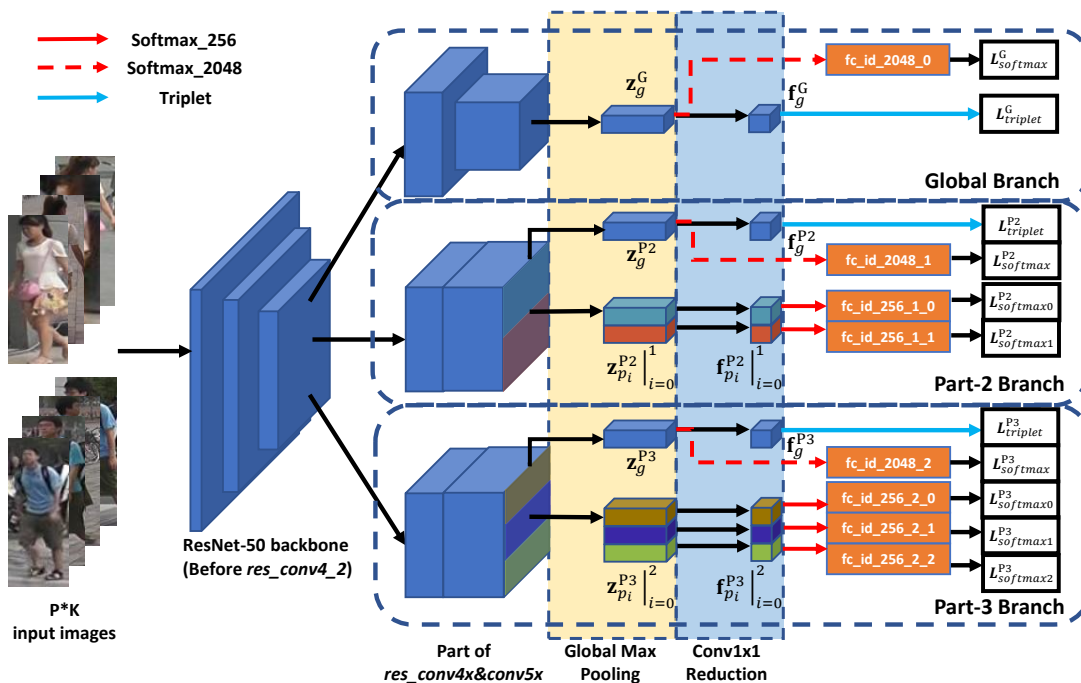 Softmax_256
Softmax_2048
Triplet
z_g^G
f_g^G
fc_id_2048_0
L_softmax^G
L_triplet^G
Global Branch
z_g^P2
f_g^P2
L_triplet^P2
fc_id_2048_1
L_softmax^P2
fc_id_256_1_0
L_softmax0^P2
fc_id_256_1_1
L_softmax1^P2
z_{p_i}^P2|_{i=0}^1
f_{p_i}^P2|_{i=0}^1
Part-2 Branch
z_g^P3
f_g^P3
L_triplet^P3
fc_id_2048_2
L_softmax^P3
fc_id_256_2_0
L_softmax0^P3
fc_id_256_2_1
L_softmax1^P3
fc_id_256_2_2
L_softmax2^P3
z_{p_i}^P3|_{i=0}^2
f_{p_i}^P3|_{i=0}^2
Part-3 Branch
ResNet-50 backbone
(Before res_conv4_2)
P*K
input images
Part of
res_conv4x&conv5x
Global Max
Pooling
Conv1x1
Reduction